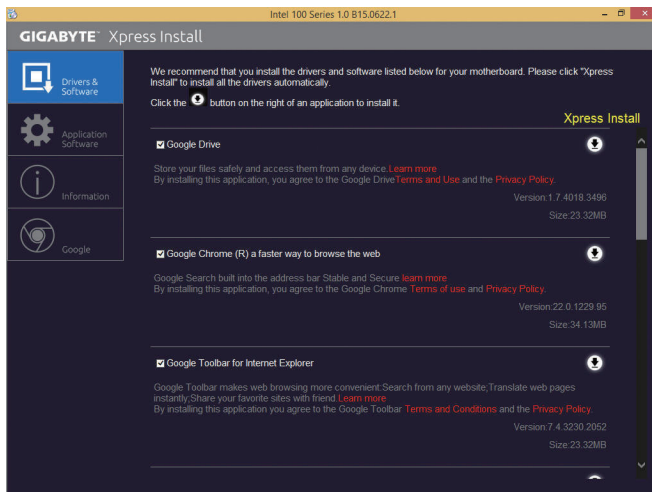 Intel 100 Series 1.0 B15.0622.1
GIGABYTE™ Xpress Install
Drivers &
Software
Application
Software
Information
Google
We recommend that you install the drivers and software listed below for your motherboard. Please click "Xpress
Install" to install all the drivers automatically.
Click the button on the right of an application to install it.
Xpress Install
Google Drive
Store your files safely and access them from any device.Learn more
By installing this application, you agree to the Google DriveTerms and Use and the Privacy Policy.
Version:1.7.4018.3496
Size:23.32MB
Google Chrome (R) a faster way to browse the web
Google Search built into the address bar Stable and Secure learn more
By installing this application, you agree to the Google Chrome Terms of use and Privacy Policy.
Version:22.0.1229.95
Size:34.13MB
Google Toolbar for Internet Explorer
Google Toolbar makes web browsing more convenient:Search from any website;Translate web pages
instantly;Share your favorite sites with friend.Learn more
By installing this application you agree to the Google Toolbar Terms and Conditions and the Privacy Policy.
Version:7.4.3230.2052
Size:23.32MB